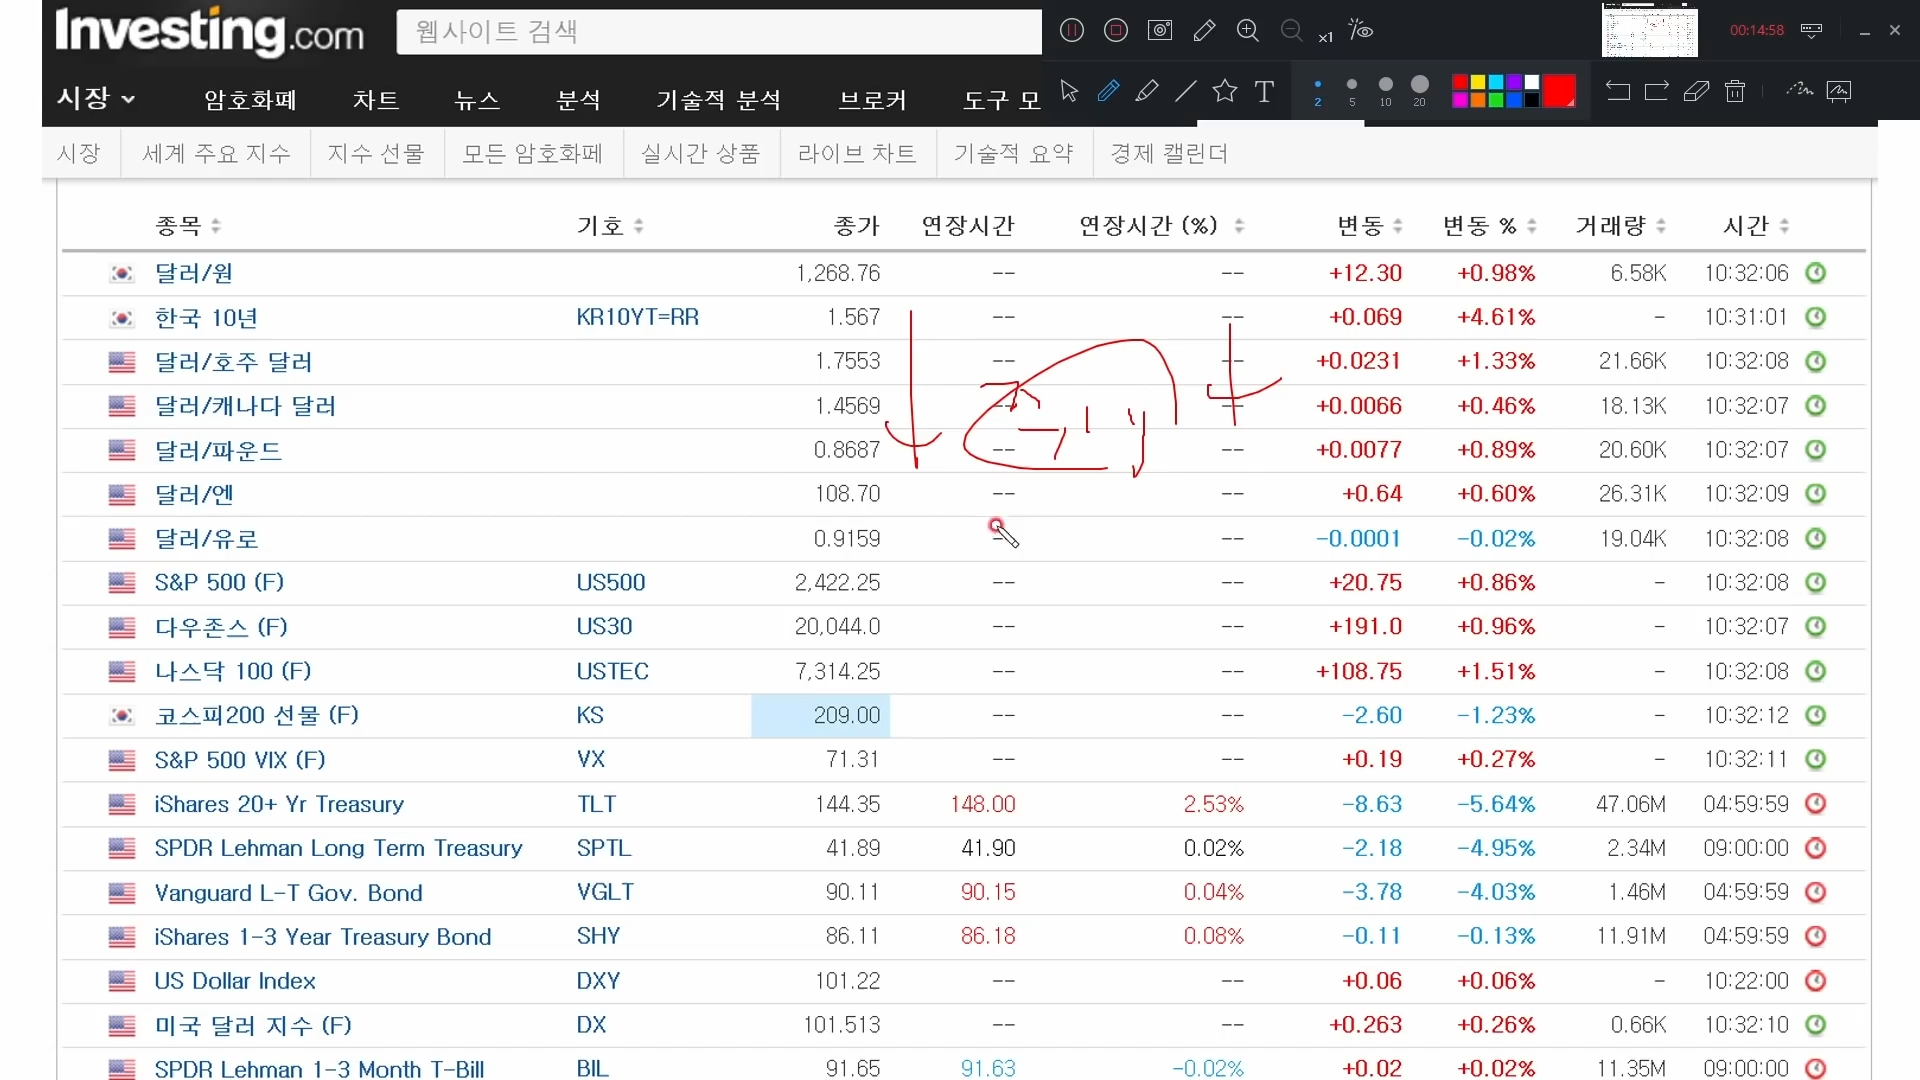 Investing.com 웹사이트 검색 x1 00:14:58
시장 암호화폐 차트 뉴스 분석 기술적 분석 브로커 도구 모 T 2 5 10 20
시장 세계 주요 지수 지수 선물 모든 암호화폐 실시간 상품 라이브 차트 기술적 요약 경제 캘린더
종목 기호 종가 연장시간 연장시간 (%) 변동 변동 % 거래량 시간
달러/원 1,268.76 -- -- +12.30 +0.98% 6.58K 10:32:06
한국 10년 KR10YT=RR 1.567 -- -- +0.069 +4.61% - 10:31:01
달러/호주 달러 1.7553 -- -- +0.0231 +1.33% 21.66K 10:32:08
달러/캐나다 달러 1.4569 -- -- +0.0066 +0.46% 18.13K 10:32:07
달러/파운드 0.8687 -- -- +0.0077 +0.89% 20.60K 10:32:07
달러/엔 108.70 -- -- +0.64 +0.60% 26.31K 10:32:09
달러/유로 0.9159 -- -- -0.0001 -0.02% 19.04K 10:32:08
S&P 500 (F) US500 2,422.25 -- -- +20.75 +0.86% - 10:32:08
다우존스 (F) US30 20,044.0 -- -- +191.0 +0.96% - 10:32:07
나스닥 100 (F) USTEC 7,314.25 -- -- +108.75 +1.51% - 10:32:08
코스피200 선물 (F) KS 209.00 -- -- -2.60 -1.23% - 10:32:12
S&P 500 VIX (F) VX 71.31 -- -- +0.19 +0.27% - 10:32:11
iShares 20+ Yr Treasury TLT 144.35 148.00 2.53% -8.63 -5.64% 47.06M 04:59:59
SPDR Lehman Long Term Treasury SPTL 41.89 41.90 0.02% -2.18 -4.95% 2.34M 09:00:00
Vanguard L-T Gov. Bond VGLT 90.11 90.15 0.04% -3.78 -4.03% 1.46M 04:59:59
iShares 1-3 Year Treasury Bond SHY 86.11 86.18 0.08% -0.11 -0.13% 11.91M 04:59:59
US Dollar Index DXY 101.22 -- -- +0.06 +0.06% - 10:22:00
미국 달러 지수 (F) DX 101.513 -- -- +0.263 +0.26% 0.66K 10:32:10
SPDR Lehman 1-3 Month T-Bill BIL 91.65 91.63 -0.02% +0.02 +0.02% 11.35M 09:00:00